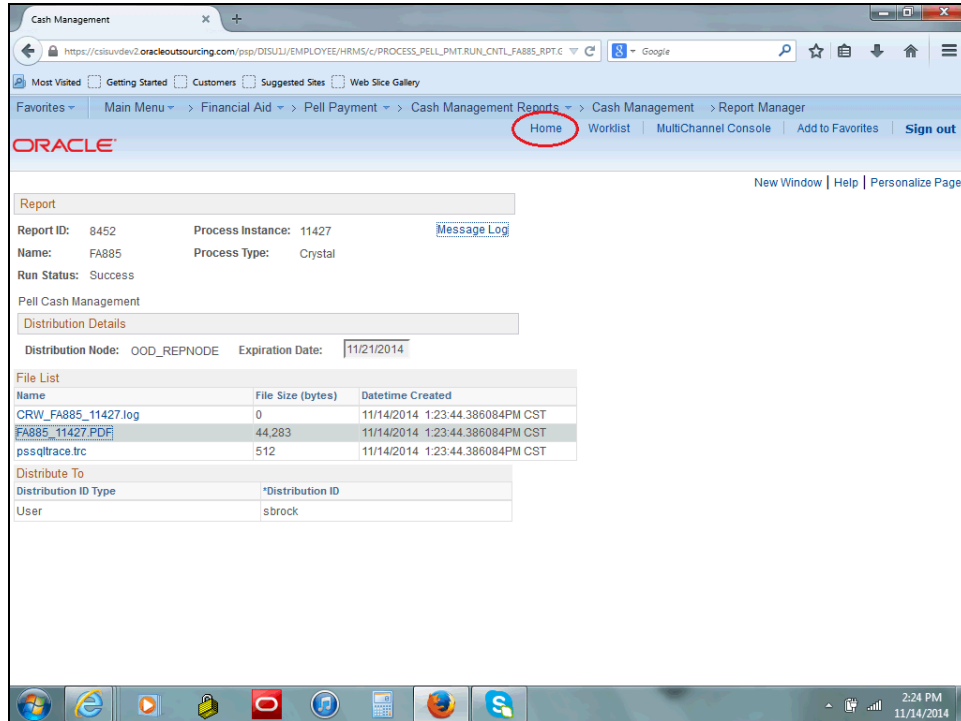 Cash Management
https://csisuvdev2.oracleoutsourcing.com/psp/DISU1J/EMPLOYEE/HRMS/c/PROCESS_PELL_PMT.RUN_CNTL_FA885_RPT.G Google
Most Visited Getting Started Customers Suggested Sites Web Slice Gallery
Favorites Main Menu > Financial Aid > Pell Payment > Cash Management Reports > Cash Management > Report Manager
Home Worklist MultiChannel Console Add to Favorites Sign out
ORACLE
New Window | Help | Personalize Page
Report
Report ID: 8452 Process Instance: 11427 Message Log
Name: FA885 Process Type: Crystal
Run Status: Success
Pell Cash Management
Distribution Details
Distribution Node: OOD_REPNODE Expiration Date: 11/21/2014
File List
Name File Size (bytes) Datetime Created
CRW_FA885_11427.log 0 11/14/2014 1:23:44.386084PM CST
FA885_11427.PDF 44,283 11/14/2014 1:23:44.386084PM CST
pssqltrace.trc 512 11/14/2014 1:23:44.386084PM CST
Distribute To
Distribution ID Type *Distribution ID
User sbrock
2:24 PM
11/14/2014